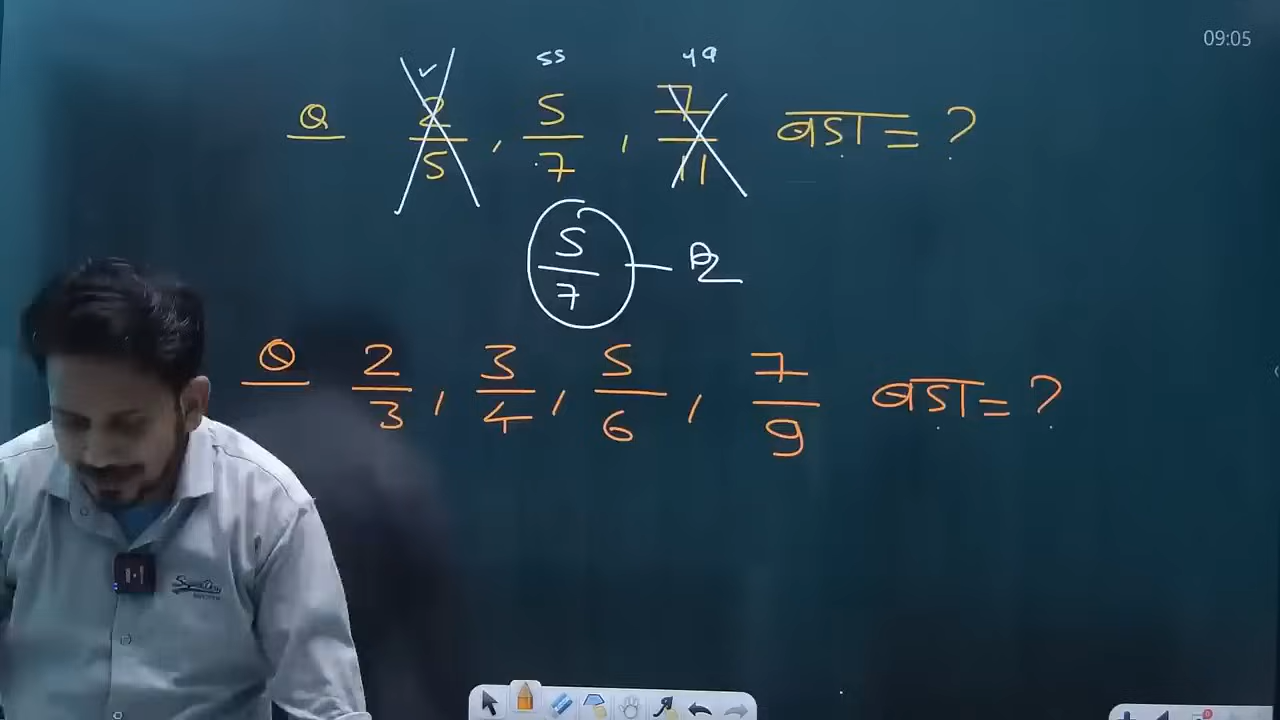 09:05
✓ 55 49
Q 2/5 , 5/7 , 7/11 बड़ा = ?
5/7 —
Q 2/3 , 3/4 , 5/6 , 7/9 बड़ा = ?